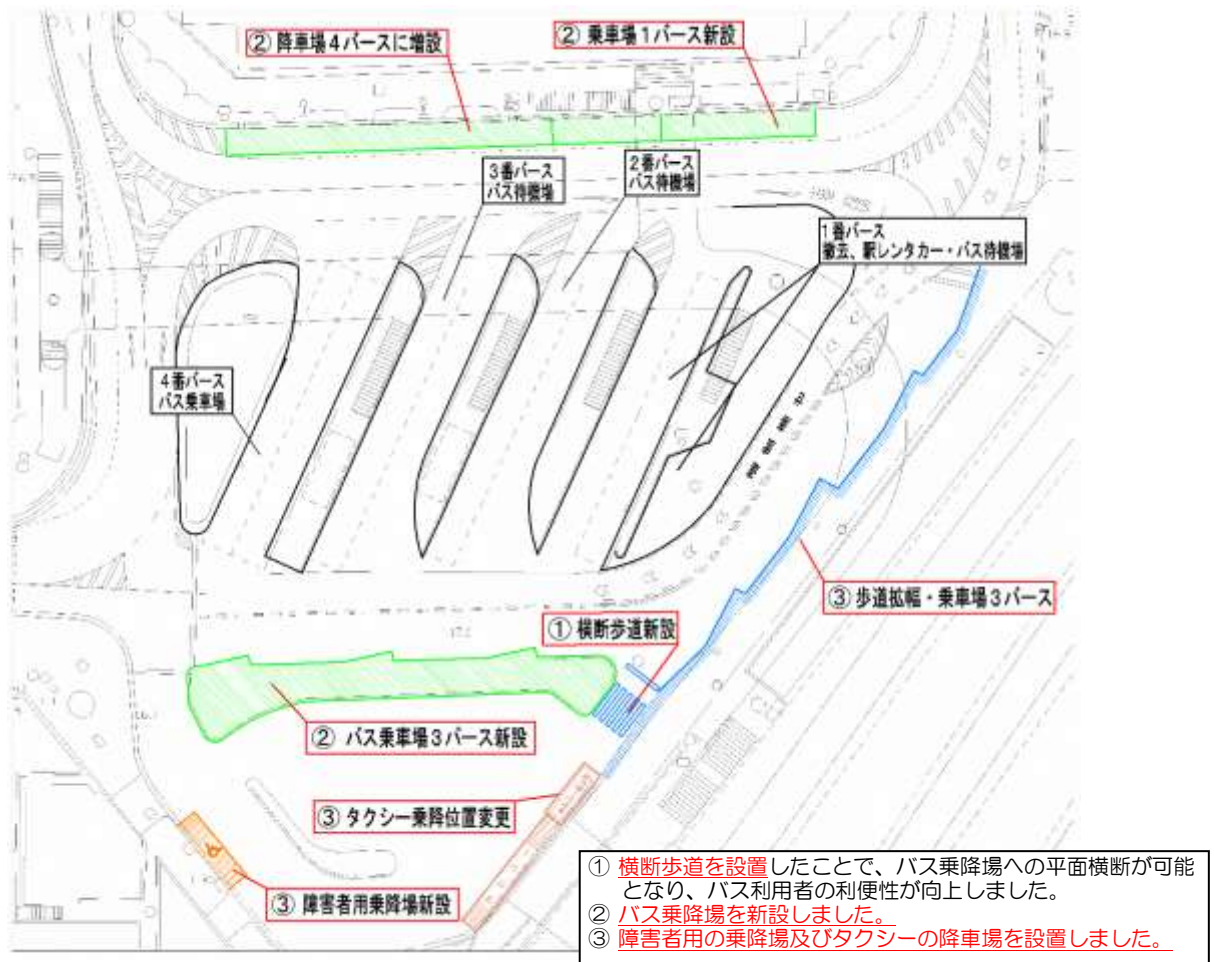 ② 降車場4バースに増設
② 乗車場1バース新設
3番バース
バス待機場
2番バース
バス待機場
1番バース
撤去、駅レンタカー・バス待機場
4番バース
バス乗車場
③ 歩道拡幅・乗車場3バース
① 横断歩道新設
② バス乗車場3バース新設
③ タクシー乗降位置変更
③ 障害者用乗降場新設
① 横断歩道を設置したことで、バス乗降場への平面横断が可能
となり、バス利用者の利便性が向上しました。
② バス乗降場を新設しました。
③ 障害者用の乗降場及びタクシーの降車場を設置しました。